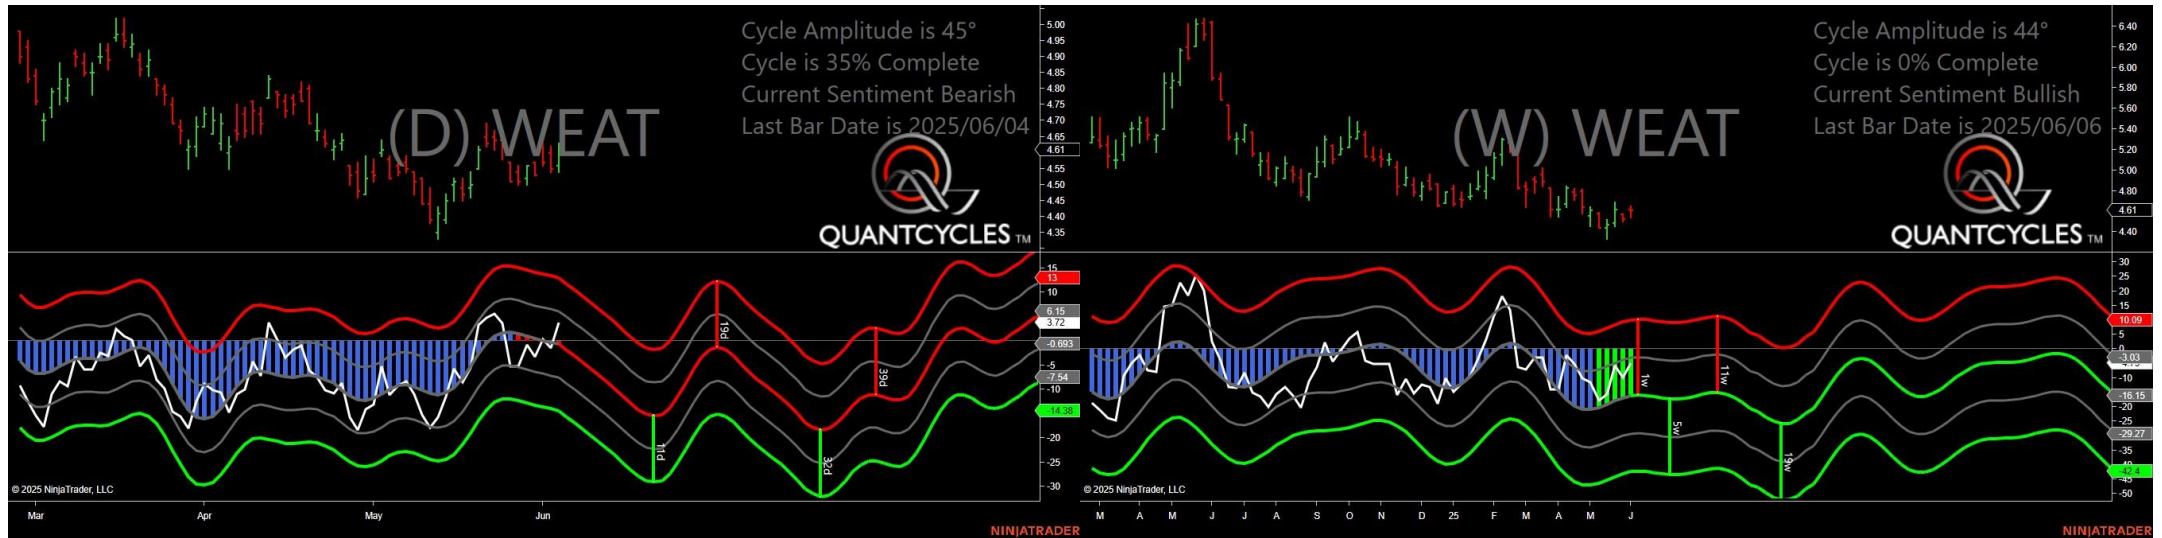 Cycle Amplitude is 45°
Cycle is 35% Complete
Current Sentiment Bearish
Last Bar Date is 2025/06/04
(D) WEAT
QUANTCYCLES TM
5.00
4.95
4.90
4.85
4.80
4.75
4.70
4.65
4.61
4.55
4.50
4.45
4.40
4.35
15
13
10
6.15
3.72
-0.693
-5
-7.54
-10
-14.38
-20
-25
-30
11d
19d
32d
39d
© 2025 NinjaTrader, LLC
Mar Apr May Jun
NINJATRADER
Cycle Amplitude is 44°
Cycle is 0% Complete
Current Sentiment Bullish
Last Bar Date is 2025/06/06
(W) WEAT
QUANTCYCLES TM
6.40
6.20
6.00
5.80
5.60
5.40
5.20
5.00
4.80
4.61
4.40
30
25
20
15
10.09
5
0
-3.03
-10
-16.15
-20
-25
-29.27
-35
-42.4
-45
-50
1w
5w
11w
19w
© 2025 NinjaTrader, LLC
M A M J J A S O N D 25 F M A M J
NINJATRADER